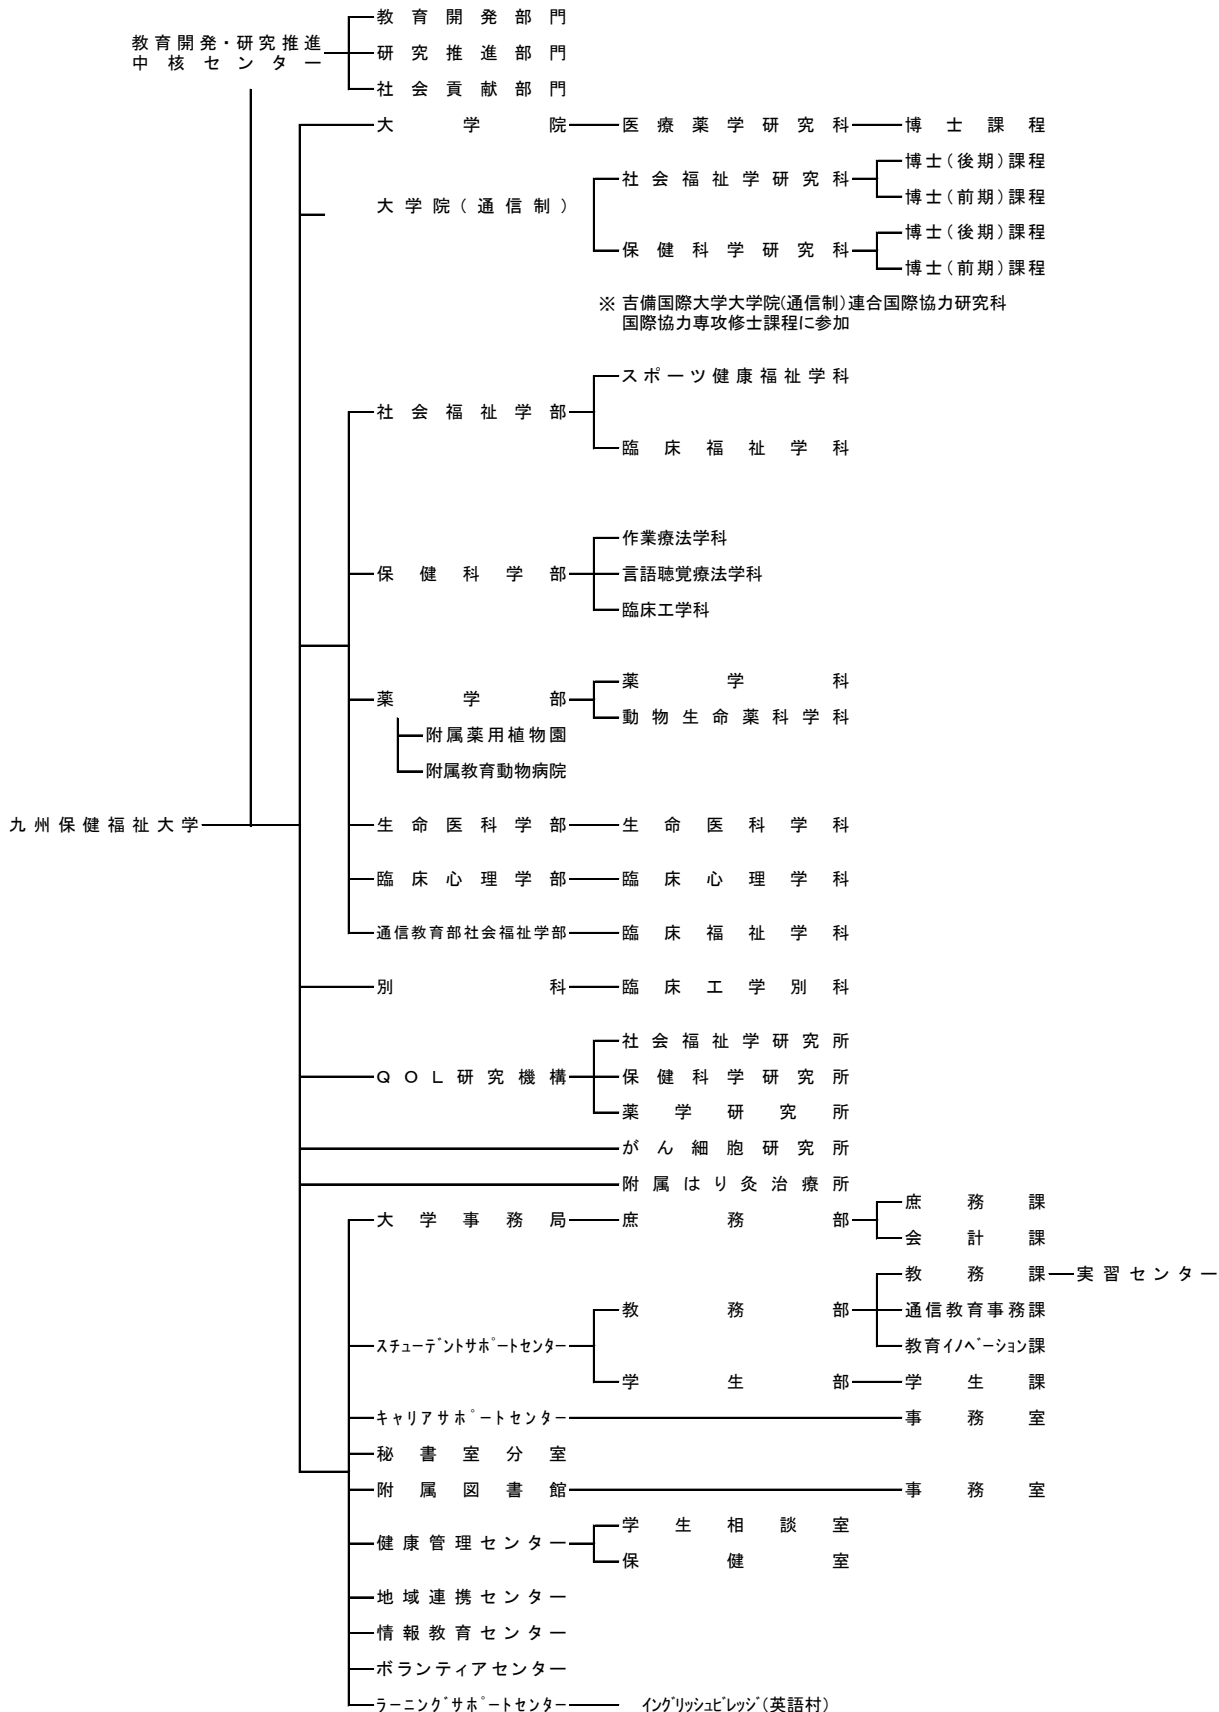 教育開発部門
教育開発・研究推進
中核センター
研究推進部門
社会貢献部門
大学院 医療薬学研究科 博士課程
大学院(通信制)
社会福祉学研究科
博士(後期)課程
博士(前期)課程
保健科学研究科
博士(後期)課程
博士(前期)課程
※ 吉備国際大学大学院(通信制)連合国際協力研究科
国際協力専攻修士課程に参加
社会福祉学部
スポーツ健康福祉学科
臨床福祉学科
保健科学部
作業療法学科
言語聴覚療法学科
臨床工学科
薬学部
薬学科
動物生命薬科学科
附属薬用植物園
附属教育動物病院
九州保健福祉大学
生命医科学部 生命医科学科
臨床心理学部 臨床心理学科
通信教育部社会福祉学部 臨床福祉学科
別科 臨床工学別科
QOL研究機構
社会福祉学研究所
保健科学研究所
薬学研究所
がん細胞研究所
附属はり灸治療所
大学事務局 庶務部
庶務課
会計課
スチューデントサポートセンター
教務部
教務課 実習センター
通信教育事務課
教育イノベーション課
学生部 学生課
キャリアサポートセンター 事務室
秘書室分室
附属図書館 事務室
健康管理センター
学生相談室
保健室
地域連携センター
情報教育センター
ボランティアセンター
ラーニングサポートセンター イングリッシュビレッジ(英語村)